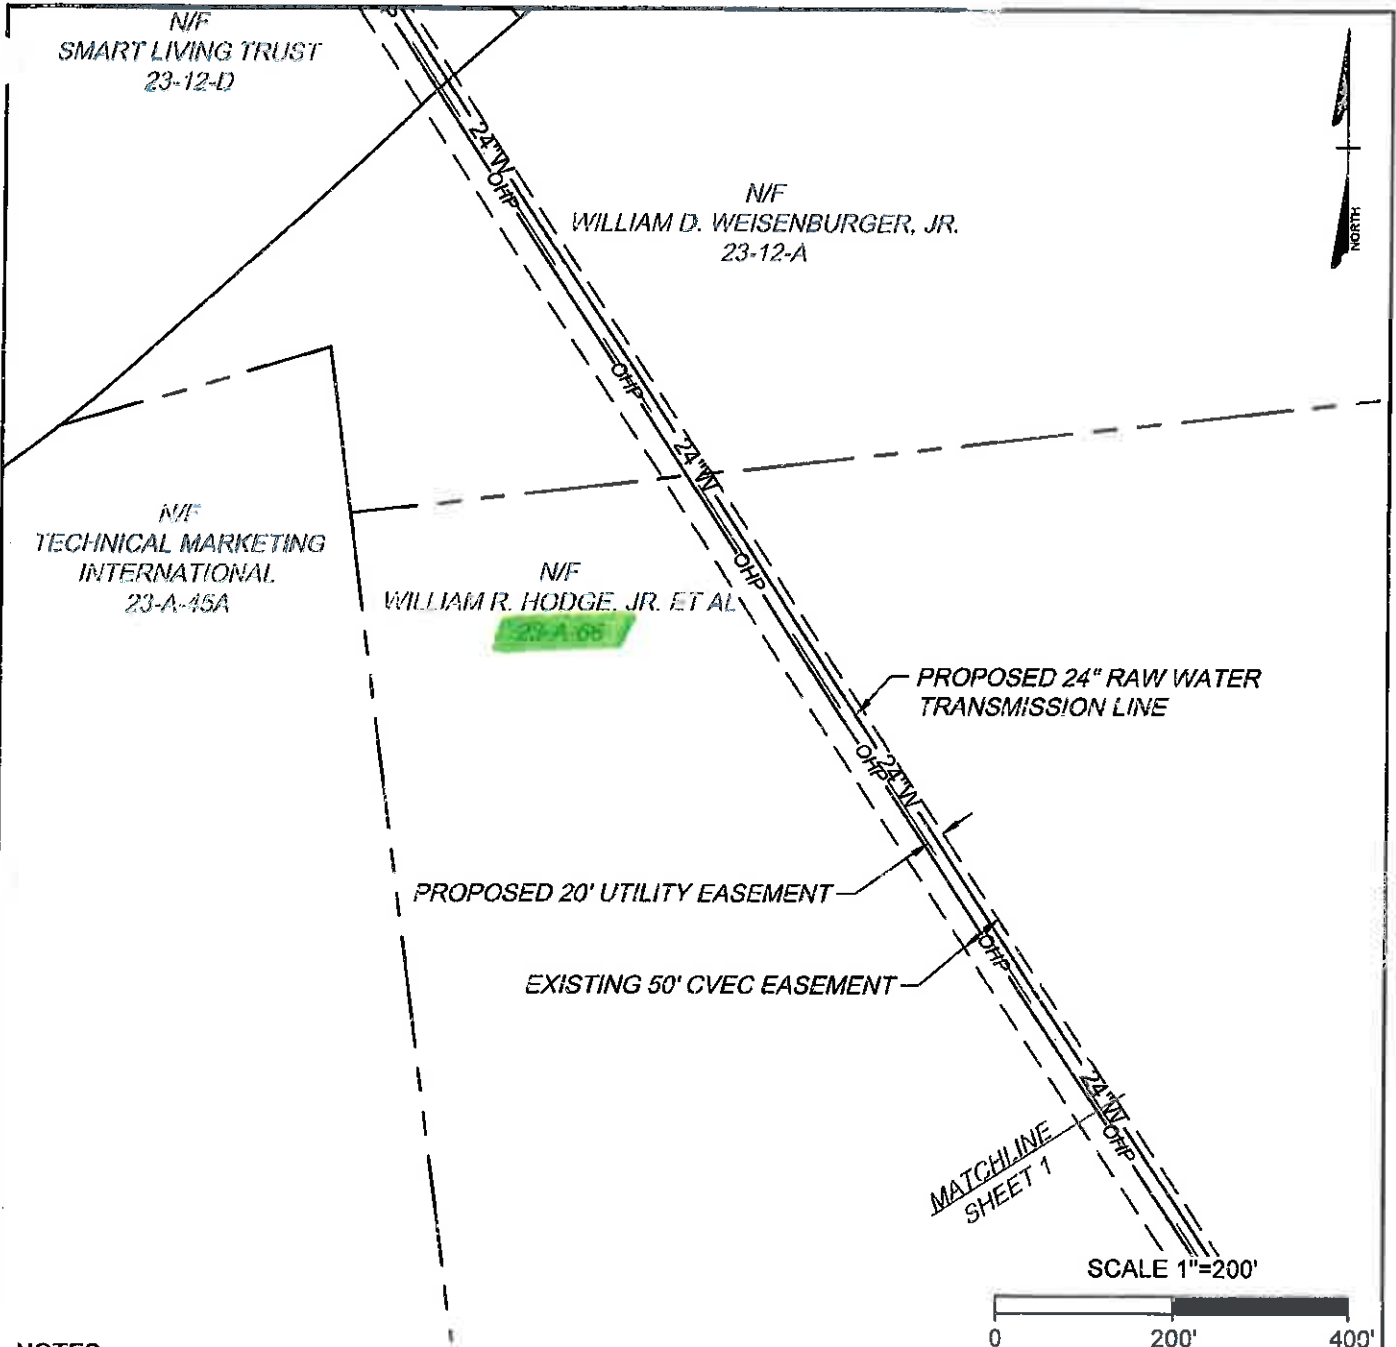 N/F
SMART LIVING TRUST
23-12-D
24"W
OHP
N/F
WILLIAM D. WEISENBURGER, JR.
23-12-A
NORTH
OHP
24"W
N/F
TECHNICAL MARKETING
INTERNATIONAL
23-A-45A
OHP
N/F
WILLIAM R. HODGE, JR. ET AL
23-A-66
PROPOSED 24" RAW WATER
TRANSMISSION LINE
OHP
24"W
PROPOSED 20' UTILITY EASEMENT
OHP
EXISTING 50' CVEC EASEMENT
24"W
OHP
MATCHLINE
SHEET 1
SCALE 1"=200'
0 200' 400'